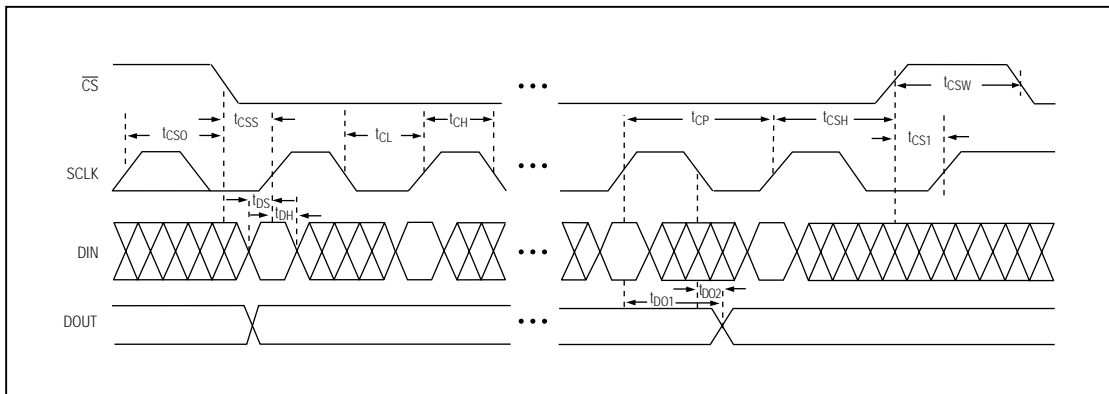 CS
tCSW
tCSS
tCSO
tCL
tCH
tCP
tCSH
tCS1
SCLK
tDS
tDH
DIN
tDO2
tDO1
DOUT